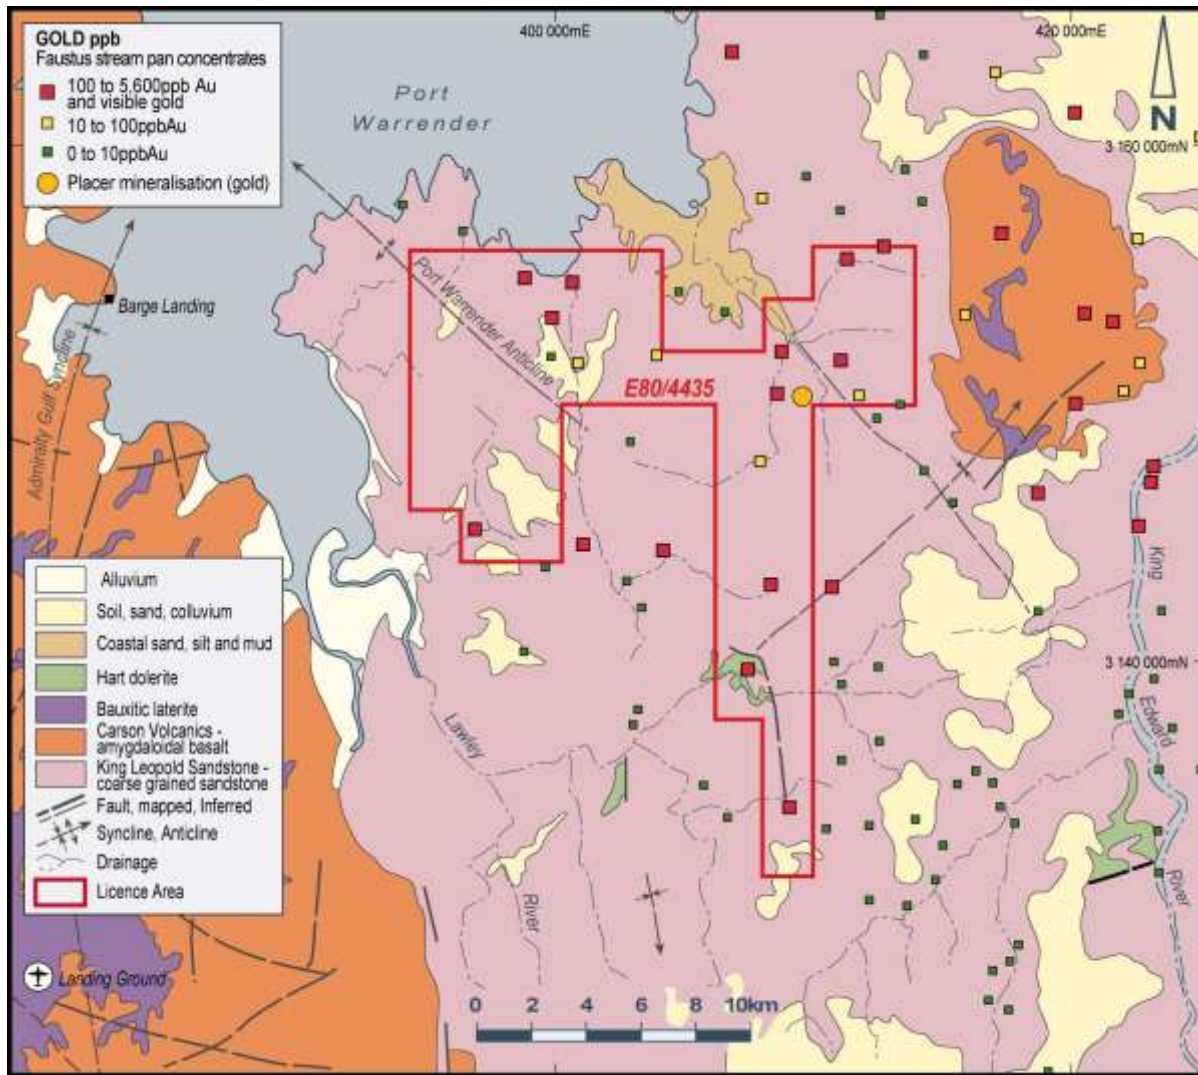 GOLD ppb
Faustus stream pan concentrates
100 to 5,600ppb Au
and visible gold
10 to 100ppbAu
0 to 10ppbAu
Placer mineralisation (gold)
400 000mE
420 000mE
Port
Warrender
N
3 160 000mN
Port Warrender Anticline
Barge Landing
Admiralty Gulf Syncline
E80/4435
King
Edward
River
3 140 000mN
Alluvium
Soil, sand, colluvium
Coastal sand, silt and mud
Hart dolerite
Bauxitic laterite
Carson Volcanics -
amygdaloidal basalt
King Leopold Sandstone -
coarse grained sandstone
Fault, mapped, Inferred
Syncline, Anticline
Drainage
Licence Area
Lawley
River
Landing Ground
0 2 4 6 8 10km